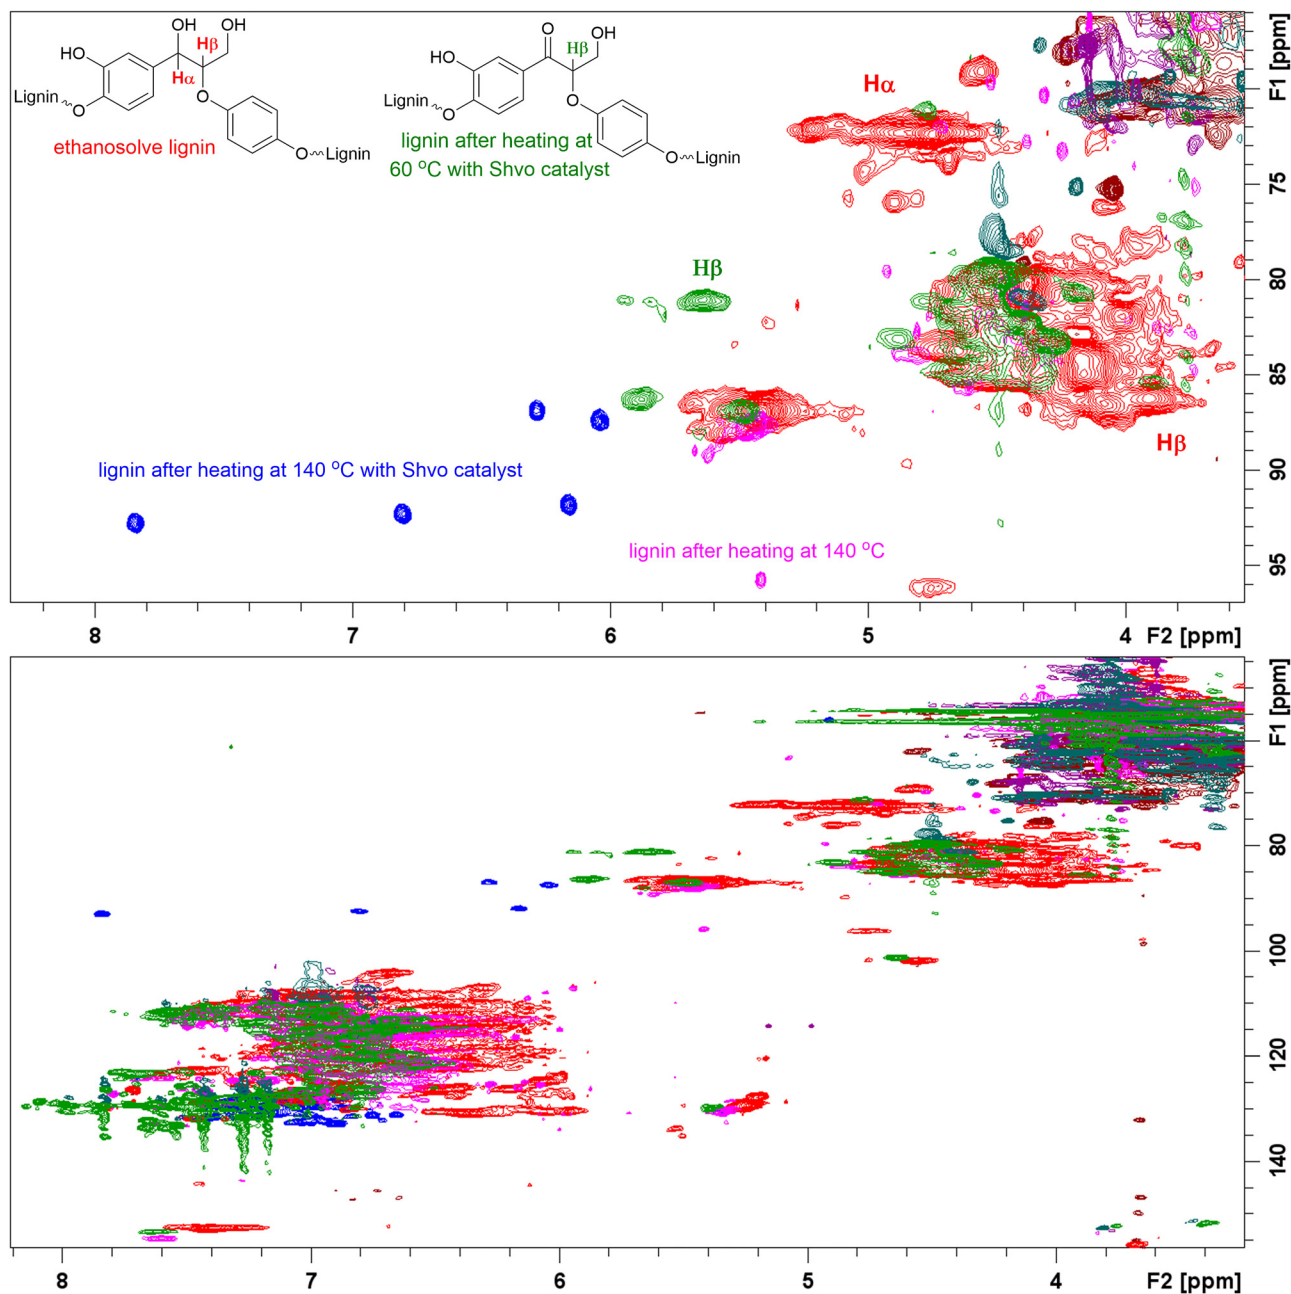 OH
OH
HO
Hβ
Hα
O
O
Lignin
O
Lignin
ethanosolve lignin
O
OH
Hβ
HO
O
O
Lignin
O
Lignin
lignin after heating at
60 °C with Shvo catalyst
Hα
Hβ
Hβ
lignin after heating at 140 °C with Shvo catalyst
lignin after heating at 140 °C
F1 [ppm]
75
80
85
90
95
8
7
6
5
4
F2 [ppm]
F1 [ppm]
80
100
120
140
8
7
6
5
4
F2 [ppm]